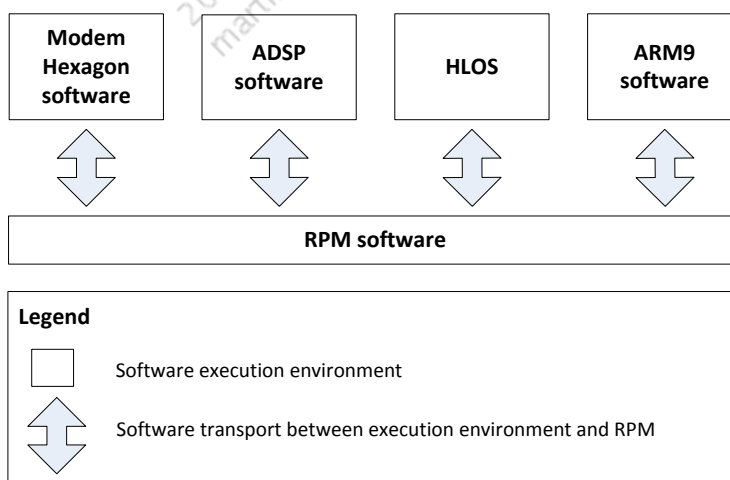 Modem
Hexagon
software
ADSP
software
HLOS
ARM9
software
RPM software
Legend
Software execution environment
Software transport between execution environment and RPM